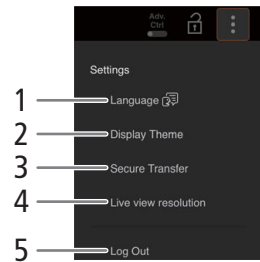 Adv.
Ctrl
Settings
1 Language
2 Display Theme
3 Secure Transfer
4 Live view resolution
5 Log Out